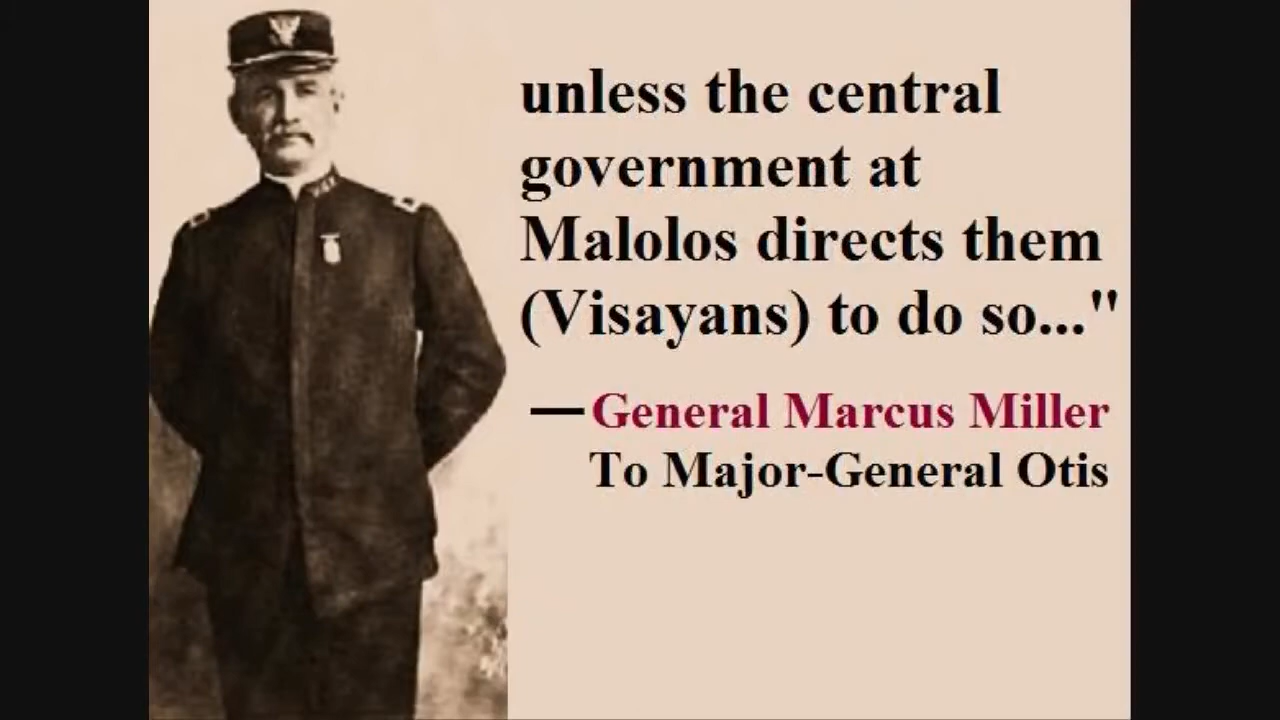 unless the central
government at
Malolos directs them
(Visayans) to do so..."
—General Marcus Miller
To Major-General Otis